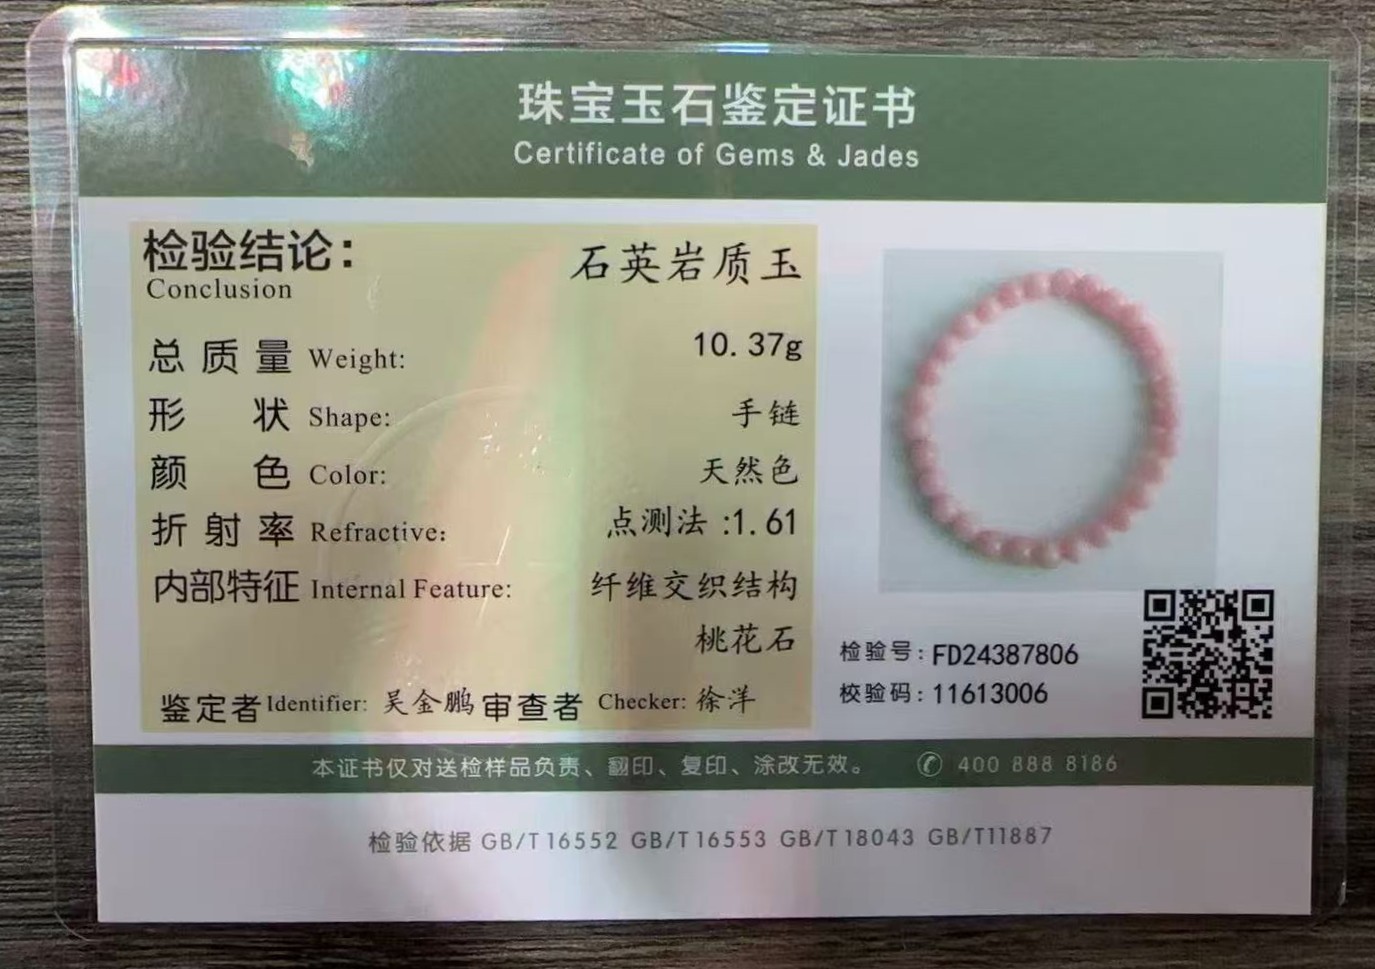 珠宝玉石鉴定证书
Certificate of Gems & Jades
检验结论： 石英岩质玉
Conclusion
总质量 Weight: 10.37g
形状 Shape: 手链
颜色 Color: 天然色
折射率 Refractive: 点测法:1.61
内部特征 Internal Feature: 纤维交织结构
桃花石
鉴定者 Identifier: 吴金鹏 审查者 Checker: 徐洋
检验号: FD24387806
校验码: 11613006
本证书仅对送检样品负责、翻印、复印、涂改无效。 400 888 8186
检验依据 GB/T16552 GB/T16553 GB/T18043 GB/T11887